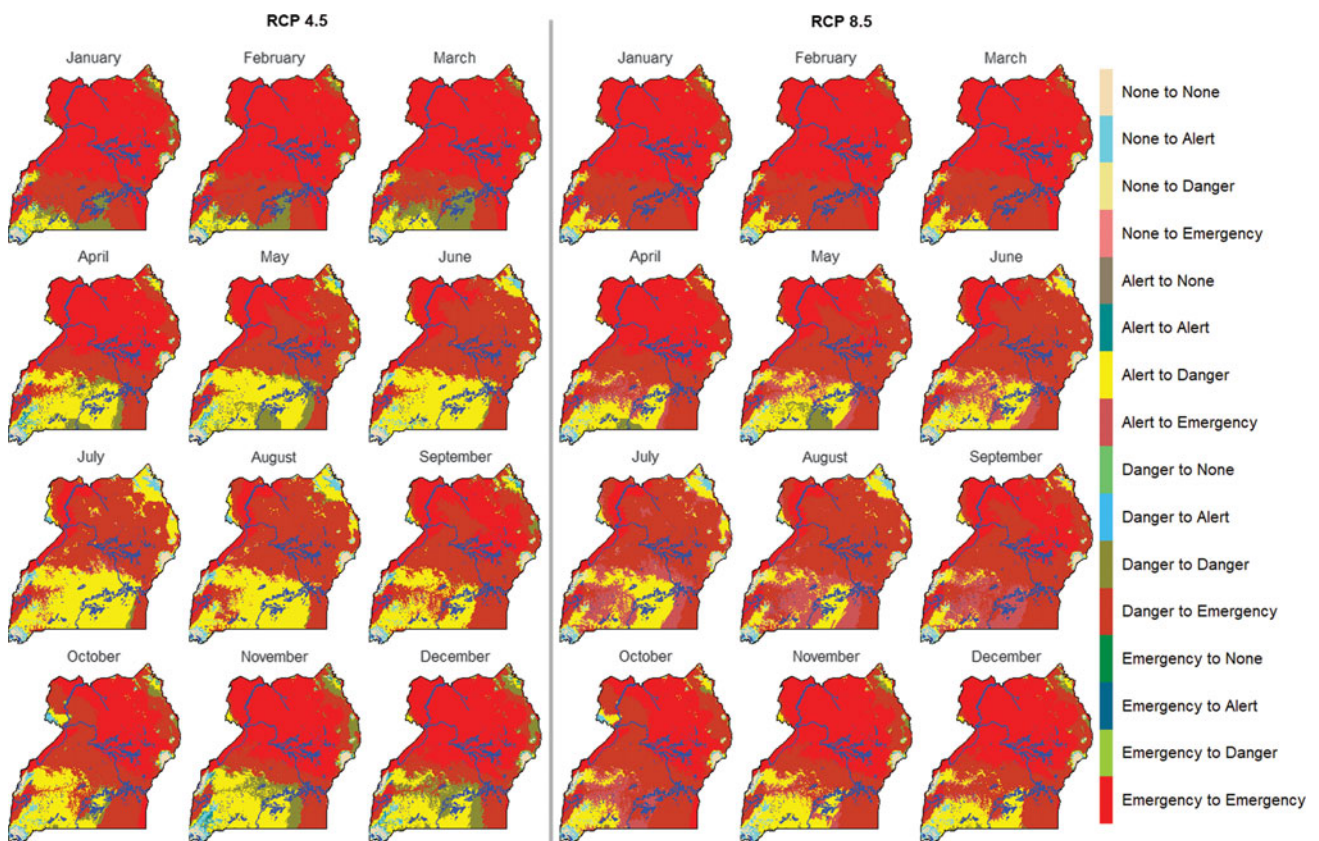 RCP 4.5
RCP 8.5
January
February
March
January
February
March
April
May
June
April
May
June
July
August
September
July
August
September
October
November
December
October
November
December
None to None
None to Alert
None to Danger
None to Emergency
Alert to None
Alert to Alert
Alert to Danger
Alert to Emergency
Danger to None
Danger to Alert
Danger to Danger
Danger to Emergency
Emergency to None
Emergency to Alert
Emergency to Danger
Emergency to Emergency